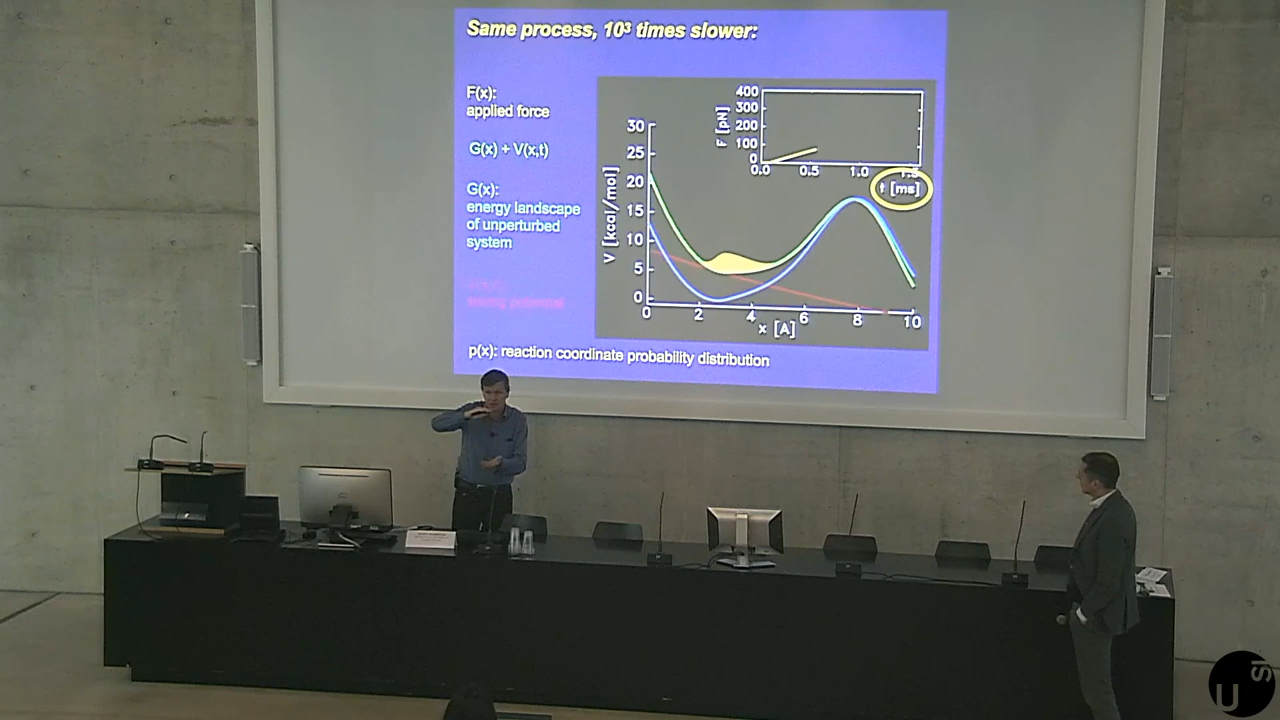 Same process, 10³ times slower:
F(x):
applied force
G(x) + V(x,t)
G(x):
energy landscape
of unperturbed
system
p(x): reaction coordinate probability distribution
V [kcal/mol]
30
25
20
15
10
5
0
0 2 4 6 8 10
x [A]
F [pN]
400
300
200
100
0
0.0 0.5 1.0
t [ms]
U
SI